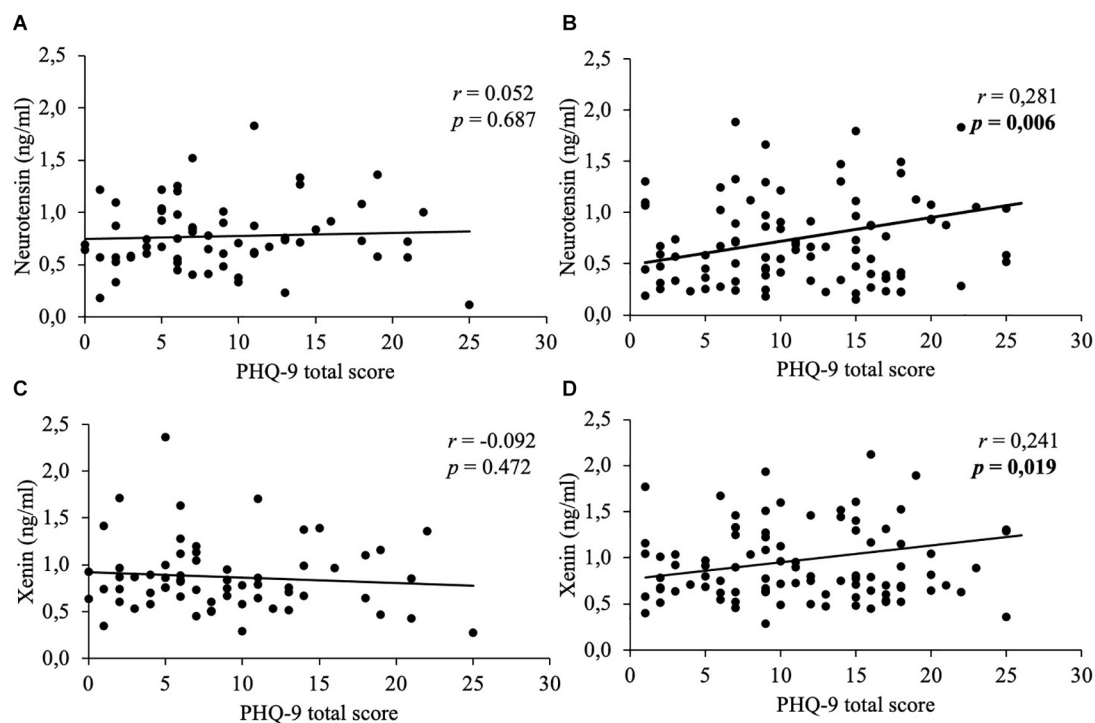 A
2,5
2,0
1,5
1,0
0,5
0,0
Neurotensin (ng/ml)
r = 0.052
p = 0.687
0 5 10 15 20 25 30
PHQ-9 total score
B
2,5
2,0
1,5
1,0
0,5
0,0
Neurotensin (ng/ml)
r = 0,281
p = 0,006
0 5 10 15 20 25 30
PHQ-9 total score
C
2,5
2,0
1,5
1,0
0,5
0,0
Xenin (ng/ml)
r = -0.092
p = 0.472
0 5 10 15 20 25 30
PHQ-9 total score
D
2,5
2,0
1,5
1,0
0,5
0,0
Xenin (ng/ml)
r = 0,241
p = 0,019
0 5 10 15 20 25 30
PHQ-9 total score